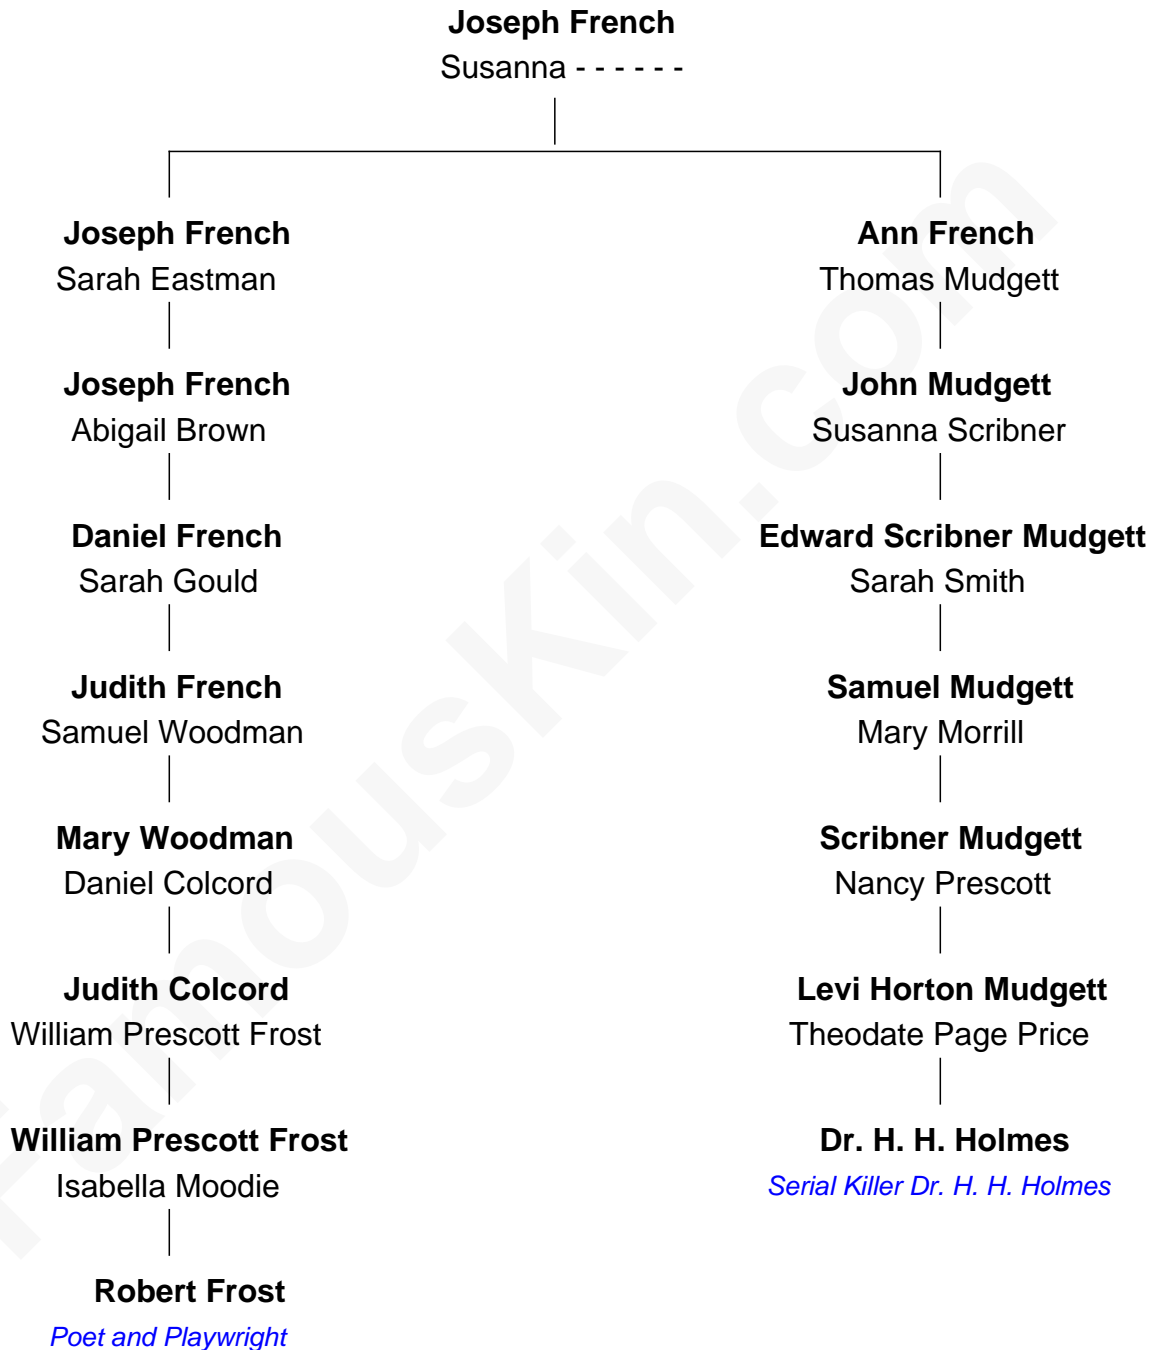 Joseph French
Susanna - - - - - -
Joseph French
Sarah Eastman
Ann French
Thomas Mudgett
Joseph French
Abigail Brown
John Mudgett
Susanna Scribner
Daniel French
Sarah Gould
Edward Scribner Mudgett
Sarah Smith
Judith French
Samuel Woodman
Samuel Mudgett
Mary Morrill
Mary Woodman
Daniel Colcord
Scribner Mudgett
Nancy Prescott
Judith Colcord
William Prescott Frost
Levi Horton Mudgett
Theodate Page Price
William Prescott Frost
Isabella Moodie
Dr. H. H. Holmes
Serial Killer Dr. H. H. Holmes
Robert Frost
Poet and Playwright
FamousKin.com